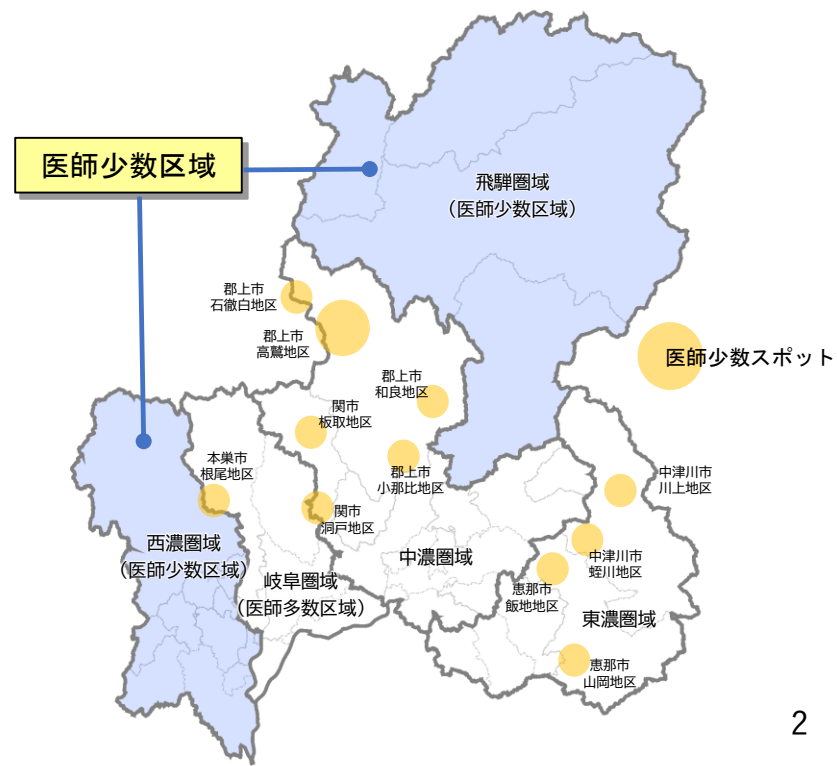 医師少数区域
飛騨圏域
（医師少数区域）
郡上市
石徹白地区
郡上市
高鷲地区
医師少数スポット
郡上市
和良地区
関市
板取地区
本巣市
根尾地区
郡上市
小那比地区
中津川市
川上地区
関市
洞戸地区
西濃圏域
（医師少数区域）
中濃圏域
中津川市
蛭川地区
岐阜圏域
（医師多数区域）
恵那市
飯地地区
東濃圏域
恵那市
山岡地区
2